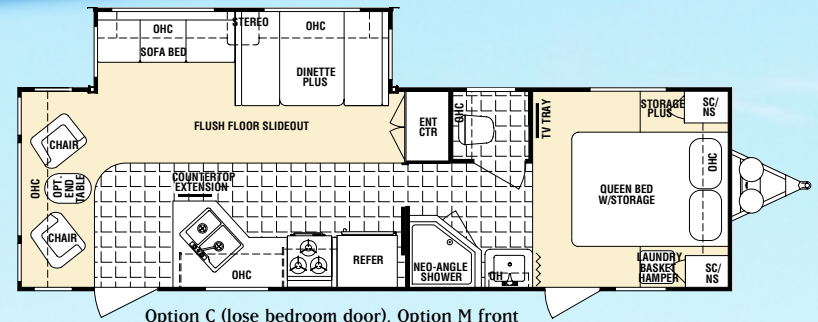 OHC
STEREO
OHC
SOFA BED
DINETTE
PLUS
FLUSH FLOOR SLIDEOUT
ENT
CTR
OHC
TV TRAY
STORAGE
PLUS
SC/
NS
CHAIR
OHC
OPT.
END
TABLE
CHAIR
COUNTERTOP
EXTENSION
OHC
REFER
NEO-ANGLE
SHOWER
OH
QUEEN BED
W/STORAGE
OHC
LAUNDRY
BASKET
HAMPER
SC/
NS
Option C (lose bedroom door), Option M front